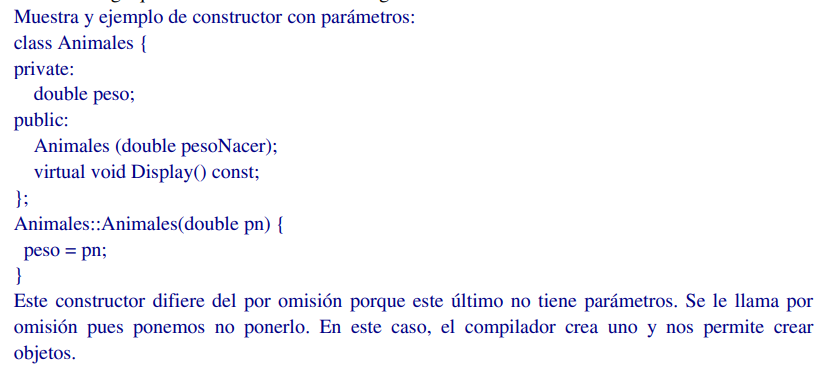 Muestra y ejemplo de constructor con parámetros:
class Animales {
private:
double peso;
public:
Animales (double pesoNacer);
virtual void Display() const;
};
Animales::Animales(double pn) {
peso = pn;
}
Este constructor difiere del por omisión porque este último no tiene parámetros. Se le llama por
omisión pues ponemos no ponerlo. En este caso, el compilador crea uno y nos permite crear
objetos.